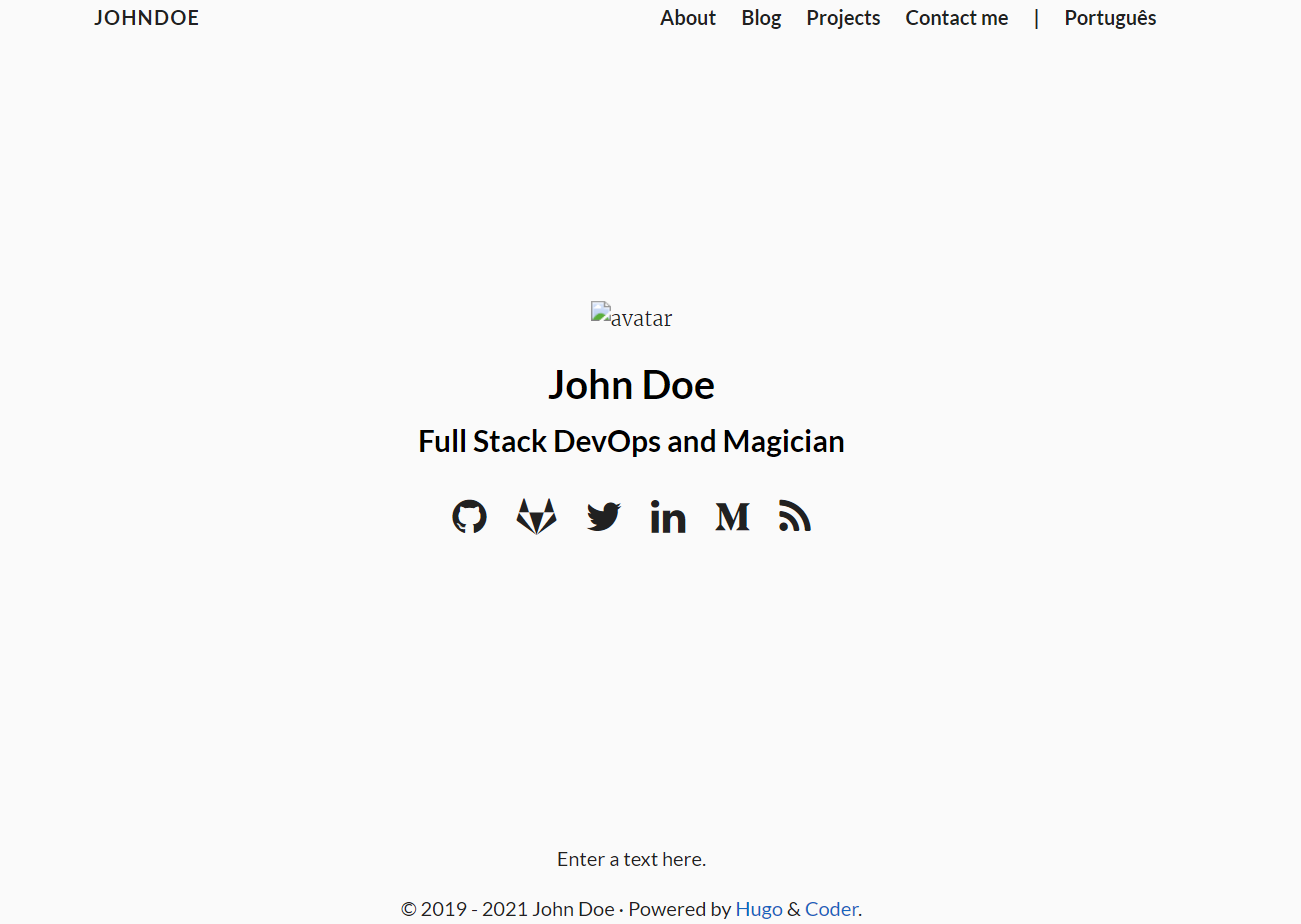 JOHNDOE About Blog Projects Contact me | Português
avatar
John Doe
Full Stack DevOps and Magician
in M
Enter a text here.
© 2019 - 2021 John Doe · Powered by Hugo & Coder.